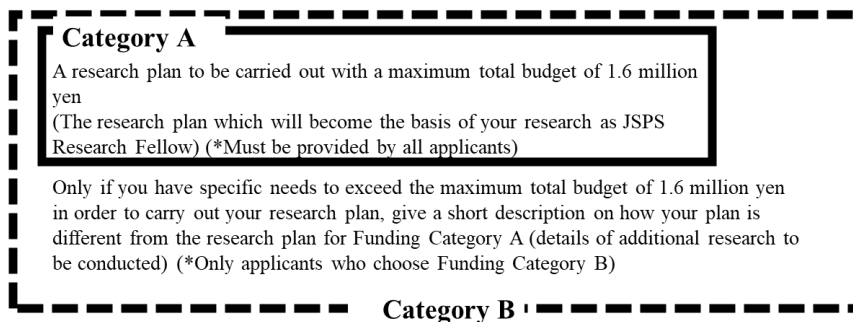 Category A
A research plan to be carried out with a maximum total budget of 1.6 million
yen
(The research plan which will become the basis of your research as JSPS
Research Fellow) (*Must be provided by all applicants)
Only if you have specific needs to exceed the maximum total budget of 1.6 million yen
in order to carry out your research plan, give a short description on how your plan is
different from the research plan for Funding Category A (details of additional research to
be conducted) (*Only applicants who choose Funding Category B)
Category B